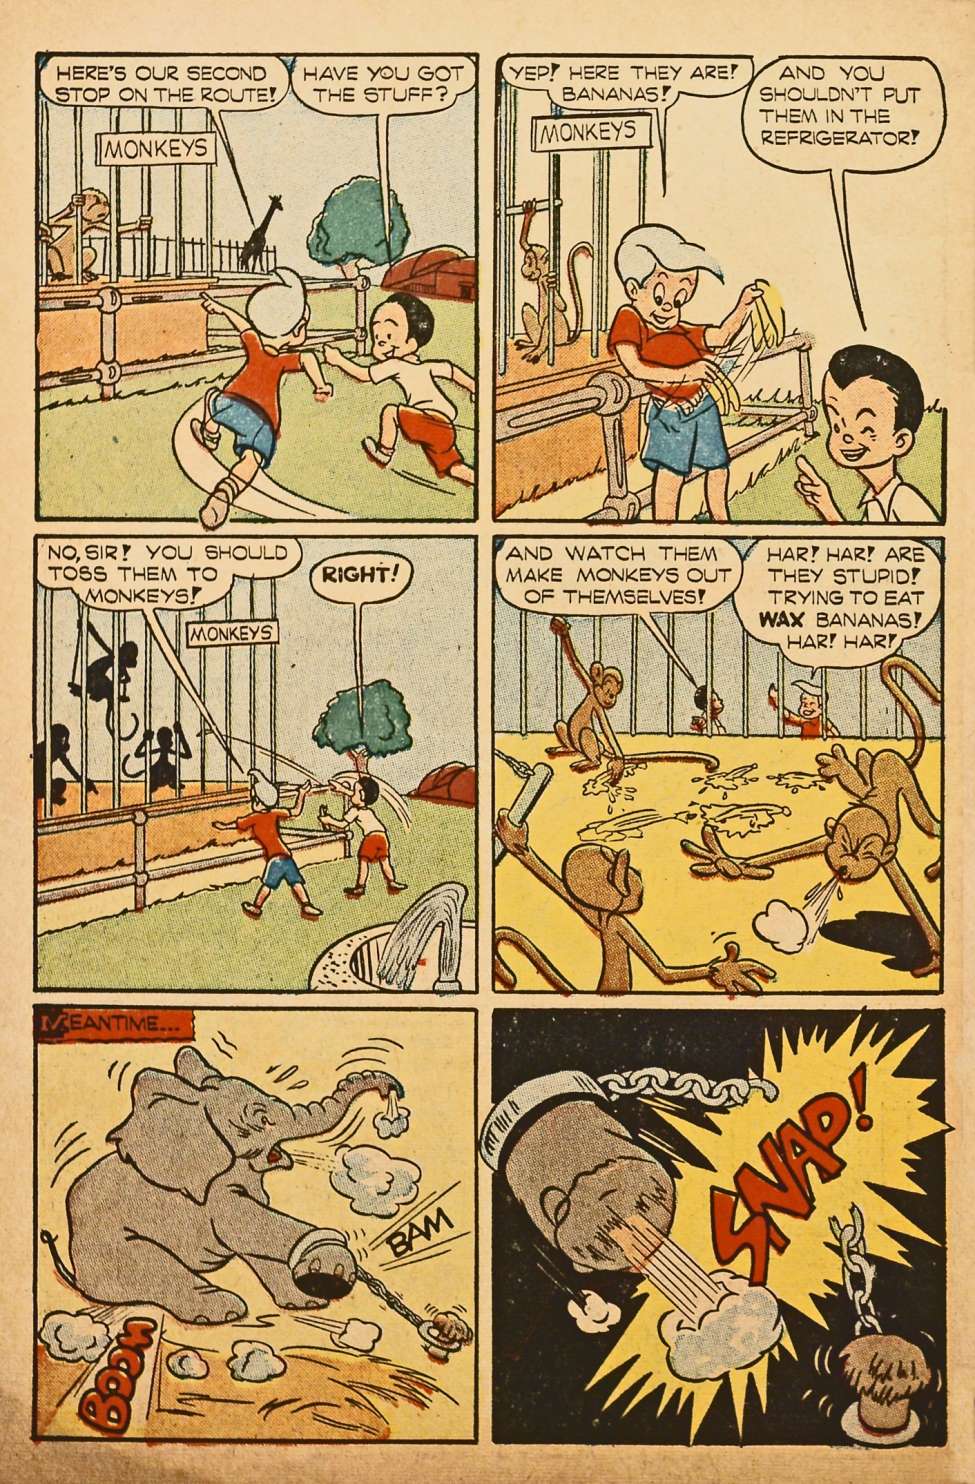 HERE'S OUR SECOND
STOP ON THE ROUTE!
HAVE YOU GOT
THE STUFF?
MONKEYS
YEP! HERE THEY ARE!
BANANAS!
AND YOU
SHOULDN'T PUT
THEM IN THE
REFRIGERATOR!
MONKEYS
NO, SIR! YOU SHOULD
TOSS THEM TO
MONKEYS!
RIGHT!
MONKEYS
AND WATCH THEM
MAKE MONKEYS OUT
OF THEMSELVES!
HAR! HAR! ARE
THEY STUPID!
TRYING TO EAT
WAX BANANAS!
HAR! HAR!
MEANTIME...
BAM
BOOM
SNAP!